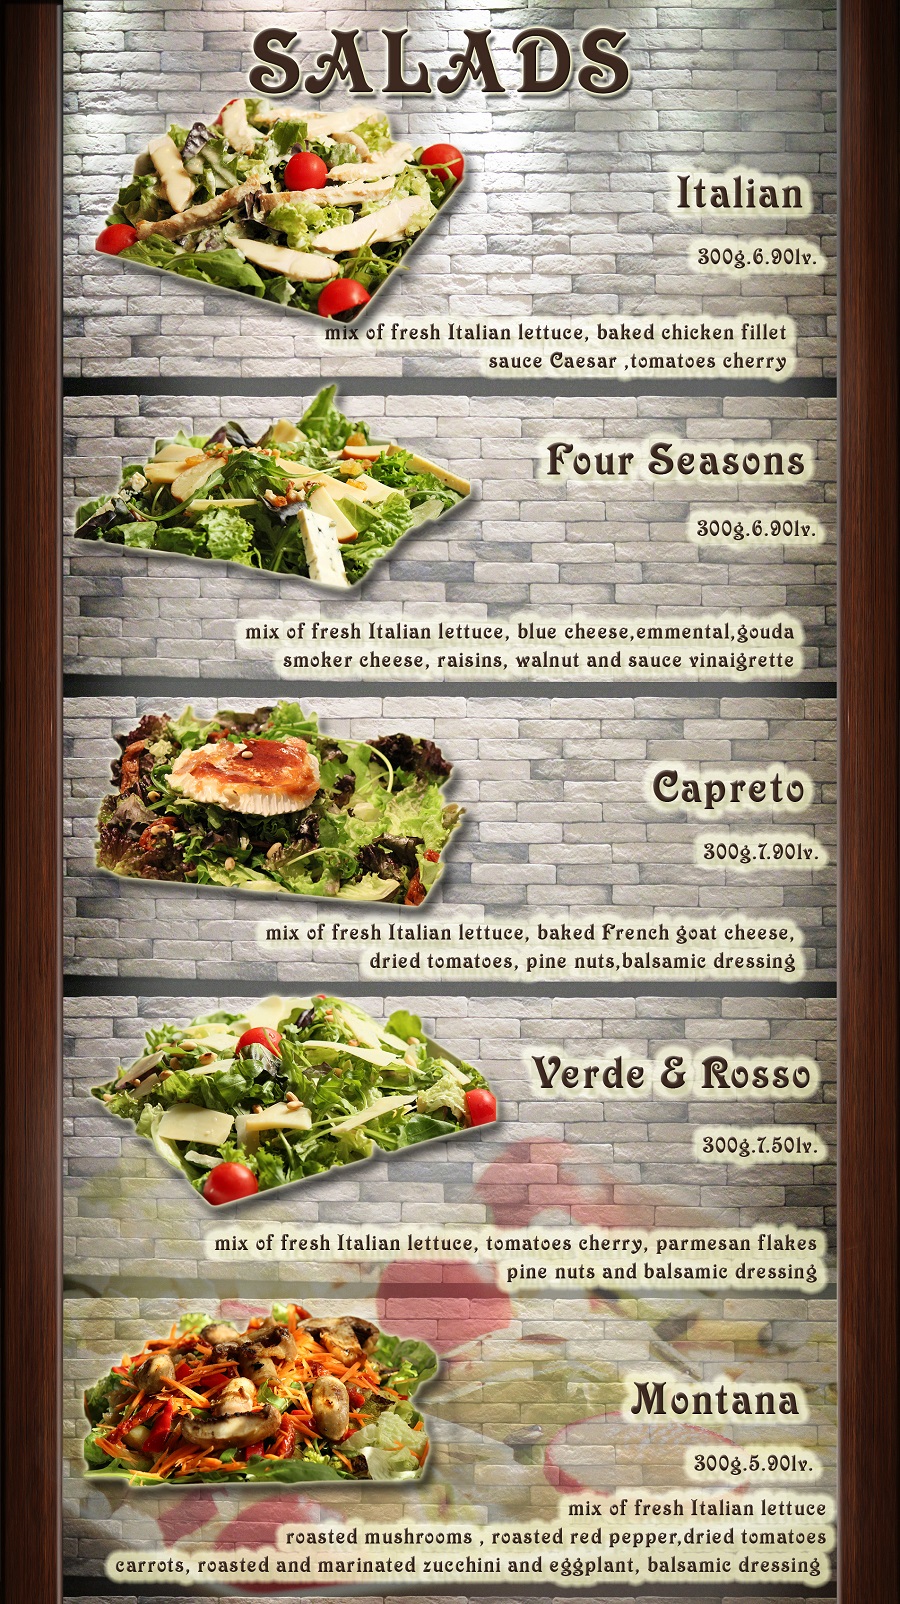 SALADS
Italian
300g.6.90lv.
mix of fresh Italian lettuce, baked chicken fillet
sauce Caesar ,tomatoes cherry
Four Seasons
300g.6.90lv.
mix of fresh Italian lettuce, blue cheese,emmental,gouda
smoker cheese, raisins, walnut and sauce vinaigrette
Capreto
300g.7.90lv.
mix of fresh Italian lettuce, baked French goat cheese,
dried tomatoes, pine nuts,balsamic dressing
Verde & Rosso
300g.7.50lv.
mix of fresh Italian lettuce, tomatoes cherry, parmesan flakes
pine nuts and balsamic dressing
Montana
300g.5.90lv.
mix of fresh Italian lettuce
roasted mushrooms , roasted red pepper,dried tomatoes
carrots, roasted and marinated zucchini and eggplant, balsamic dressing